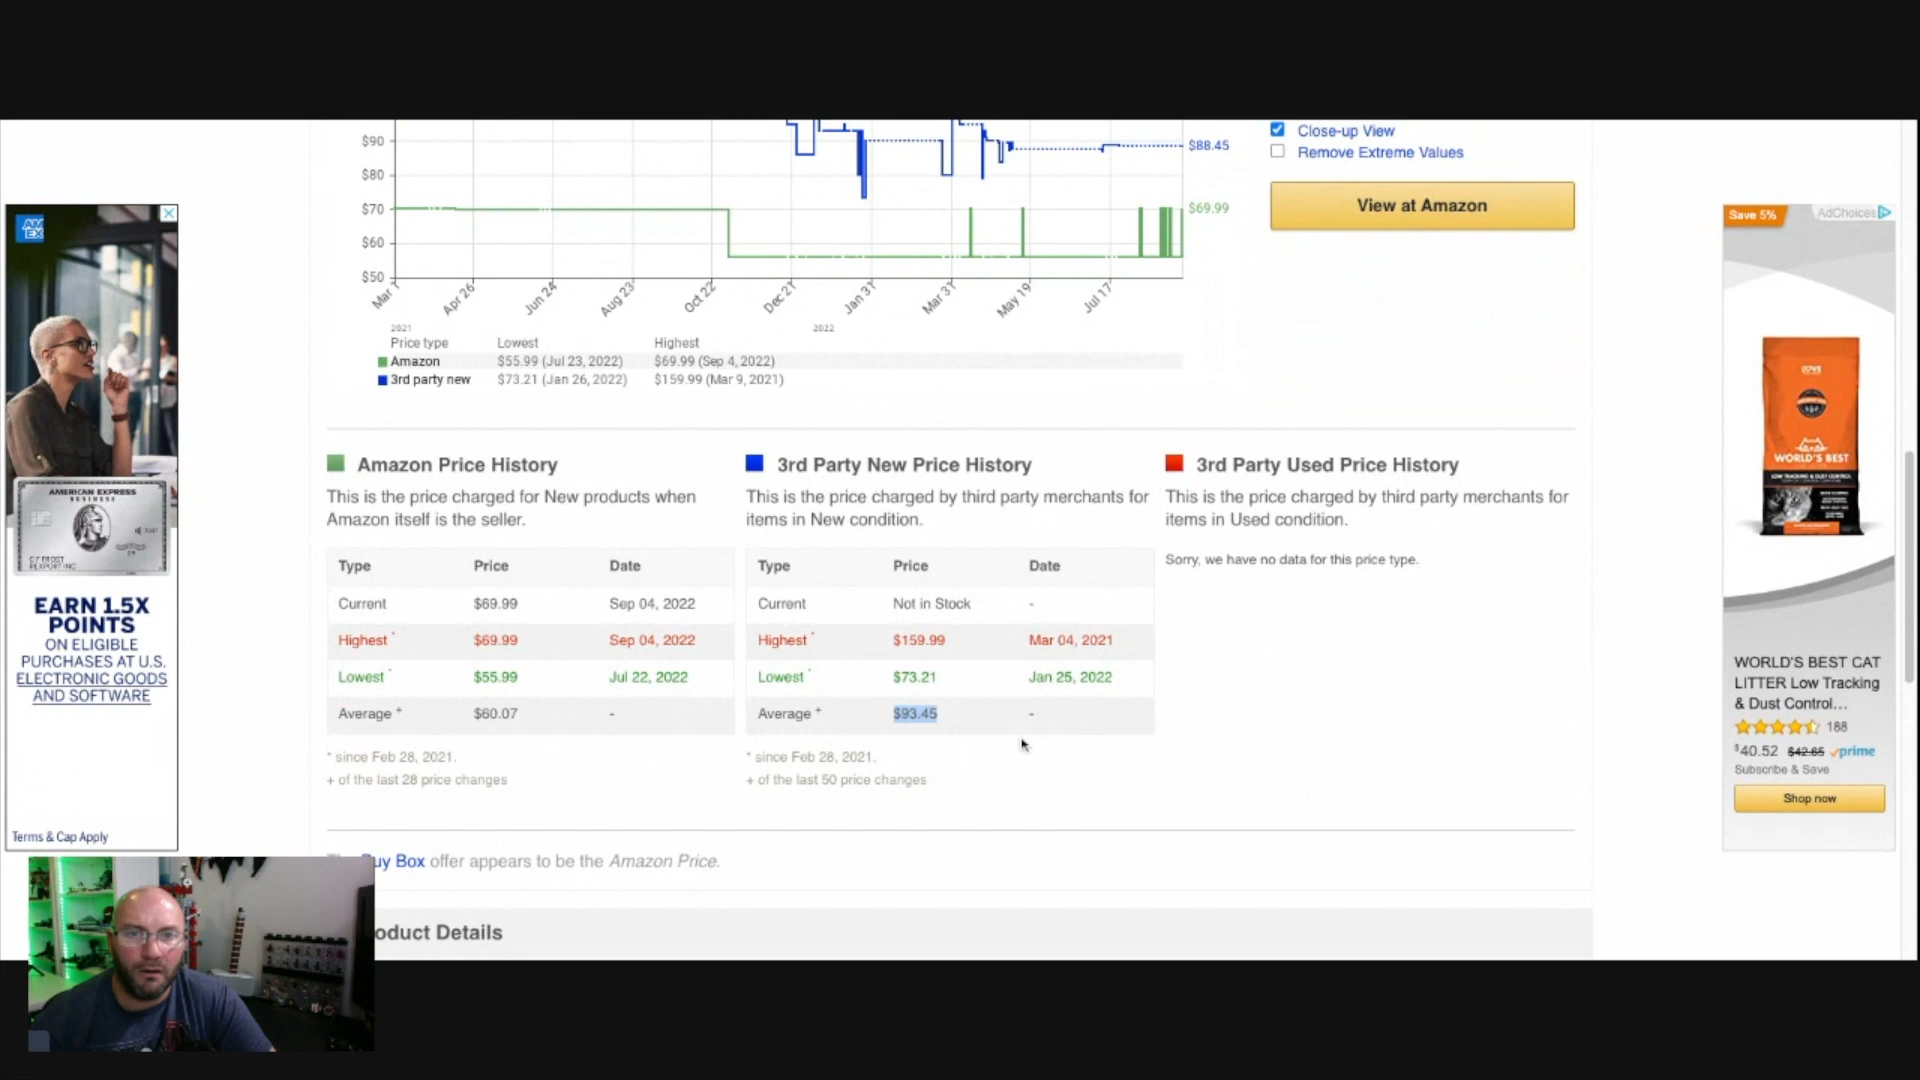 $90
$80
$70
$60
$50
$88.45
$69.99
Mar 1
Apr 26
Jun 24
Aug 23
Oct 22
Dec 21
Jan 31
Mar 31
May 19
Jul 17
2021
2022
Price type Lowest Highest
Amazon $55.99 (Jul 23, 2022) $69.99 (Sep 4, 2022)
3rd party new $73.21 (Jan 26, 2022) $159.99 (Mar 9, 2021)
Close-up View
Remove Extreme Values
View at Amazon
Amazon Price History
This is the price charged for New products when
Amazon itself is the seller.
Type Price Date
Current $69.99 Sep 04, 2022
Highest * $69.99 Sep 04, 2022
Lowest * $55.99 Jul 22, 2022
Average + $60.07 -
* since Feb 28, 2021.
+ of the last 28 price changes
3rd Party New Price History
This is the price charged by third party merchants for
items in New condition.
Type Price Date
Current Not in Stock -
Highest * $159.99 Mar 04, 2021
Lowest * $73.21 Jan 25, 2022
Average + $93.45 -
* since Feb 28, 2021.
+ of the last 50 price changes
3rd Party Used Price History
This is the price charged by third party merchants for
items in Used condition.
Sorry, we have no data for this price type.
uy Box offer appears to be the Amazon Price.
oduct Details
AM
EX
AMERICAN EXPRESS
BUSINESS
C F FROST
EARN 1.5X
POINTS
ON ELIGIBLE
PURCHASES AT U.S.
ELECTRONIC GOODS
AND SOFTWARE
Terms & Cap Apply
Save 5%
AdChoices
WORLD'S BEST
WORLD'S BEST CAT
LITTER Low Tracking
& Dust Control...
188
$40.52 $42.65 prime
Subscribe & Save
Shop now